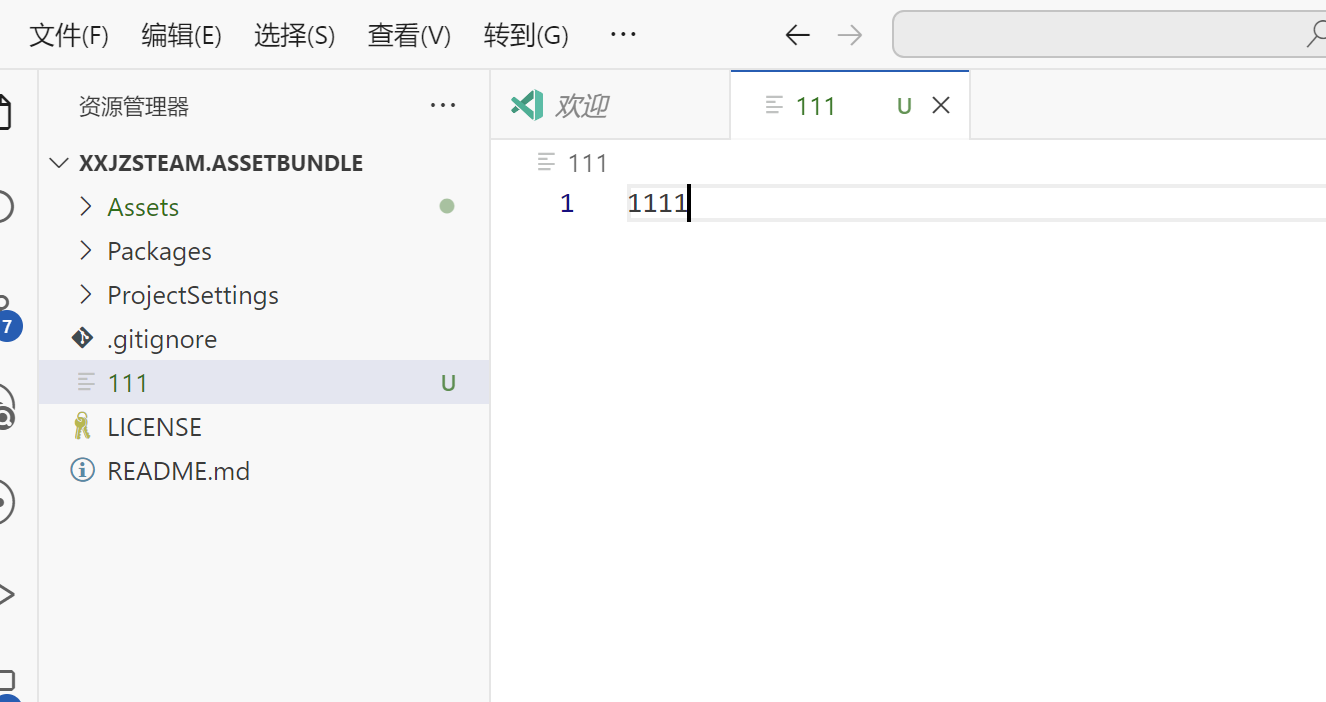 文件(F) 编辑(E) 选择(S) 查看(V) 转到(G) ···
资源管理器 ···
欢迎
111 U
XXJZSTEAM.ASSETBUNDLE
111
Assets
1 1111
Packages
ProjectSettings
7
.gitignore
111 U
LICENSE
README.md